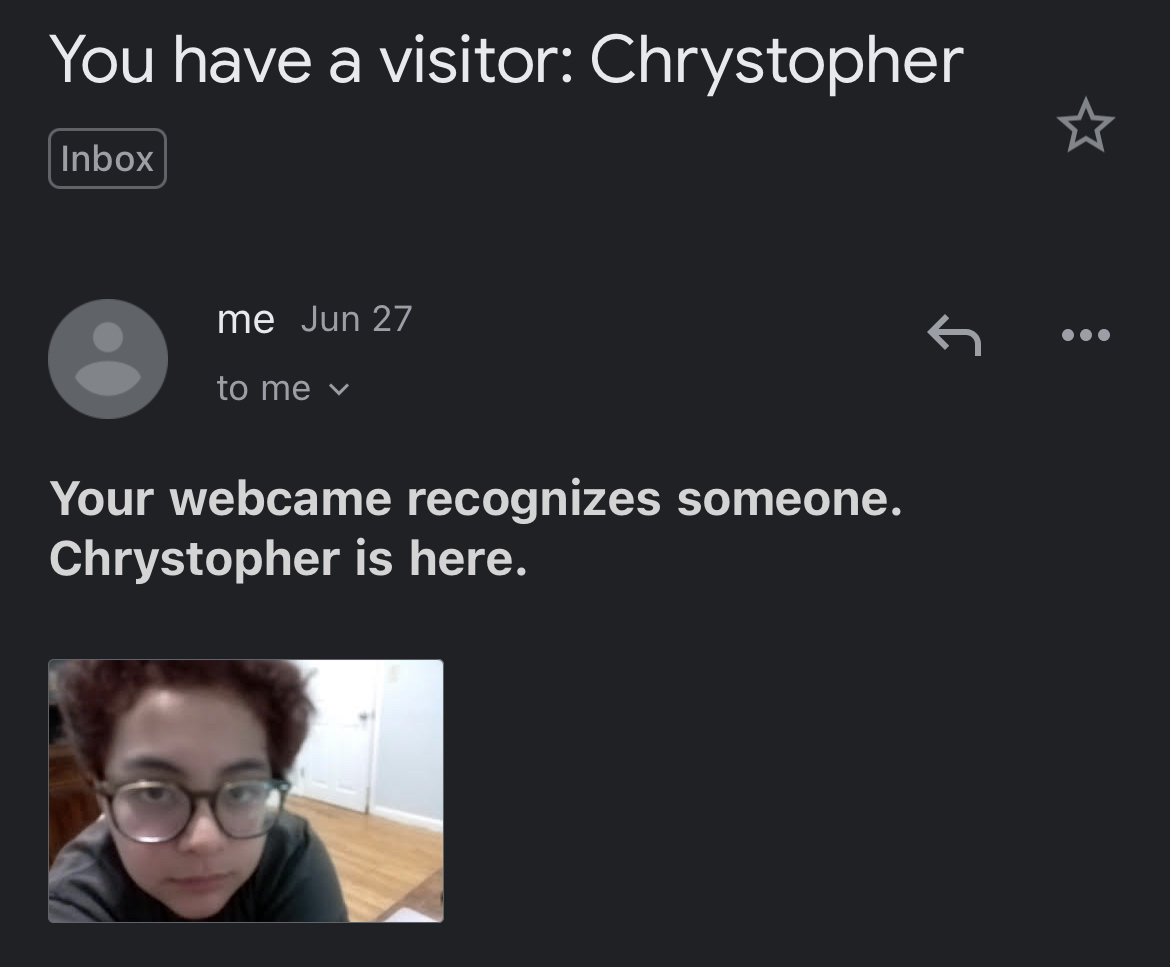 You have a visitor: Chrystopher
Inbox
me Jun 27
to me
Your webcame recognizes someone.
Chrystopher is here.